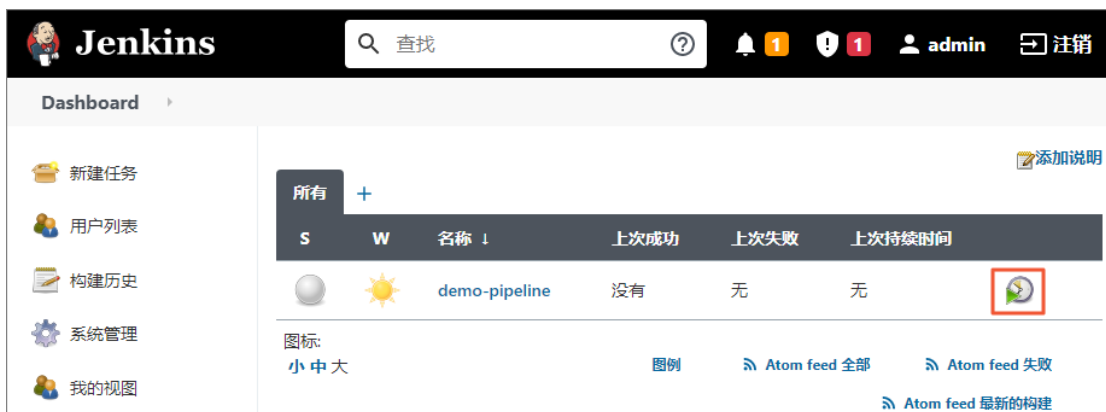 Jenkins 查找 1 1 admin 注销
Dashboard
添加说明
新建任务
用户列表
构建历史
系统管理
我的视图
所有 +
S W 名称 ↓ 上次成功 上次失败 上次持续时间
demo-pipeline 没有 无 无
图标:
小 中 大 图例 Atom feed 全部 Atom feed 失败
Atom feed 最新的构建